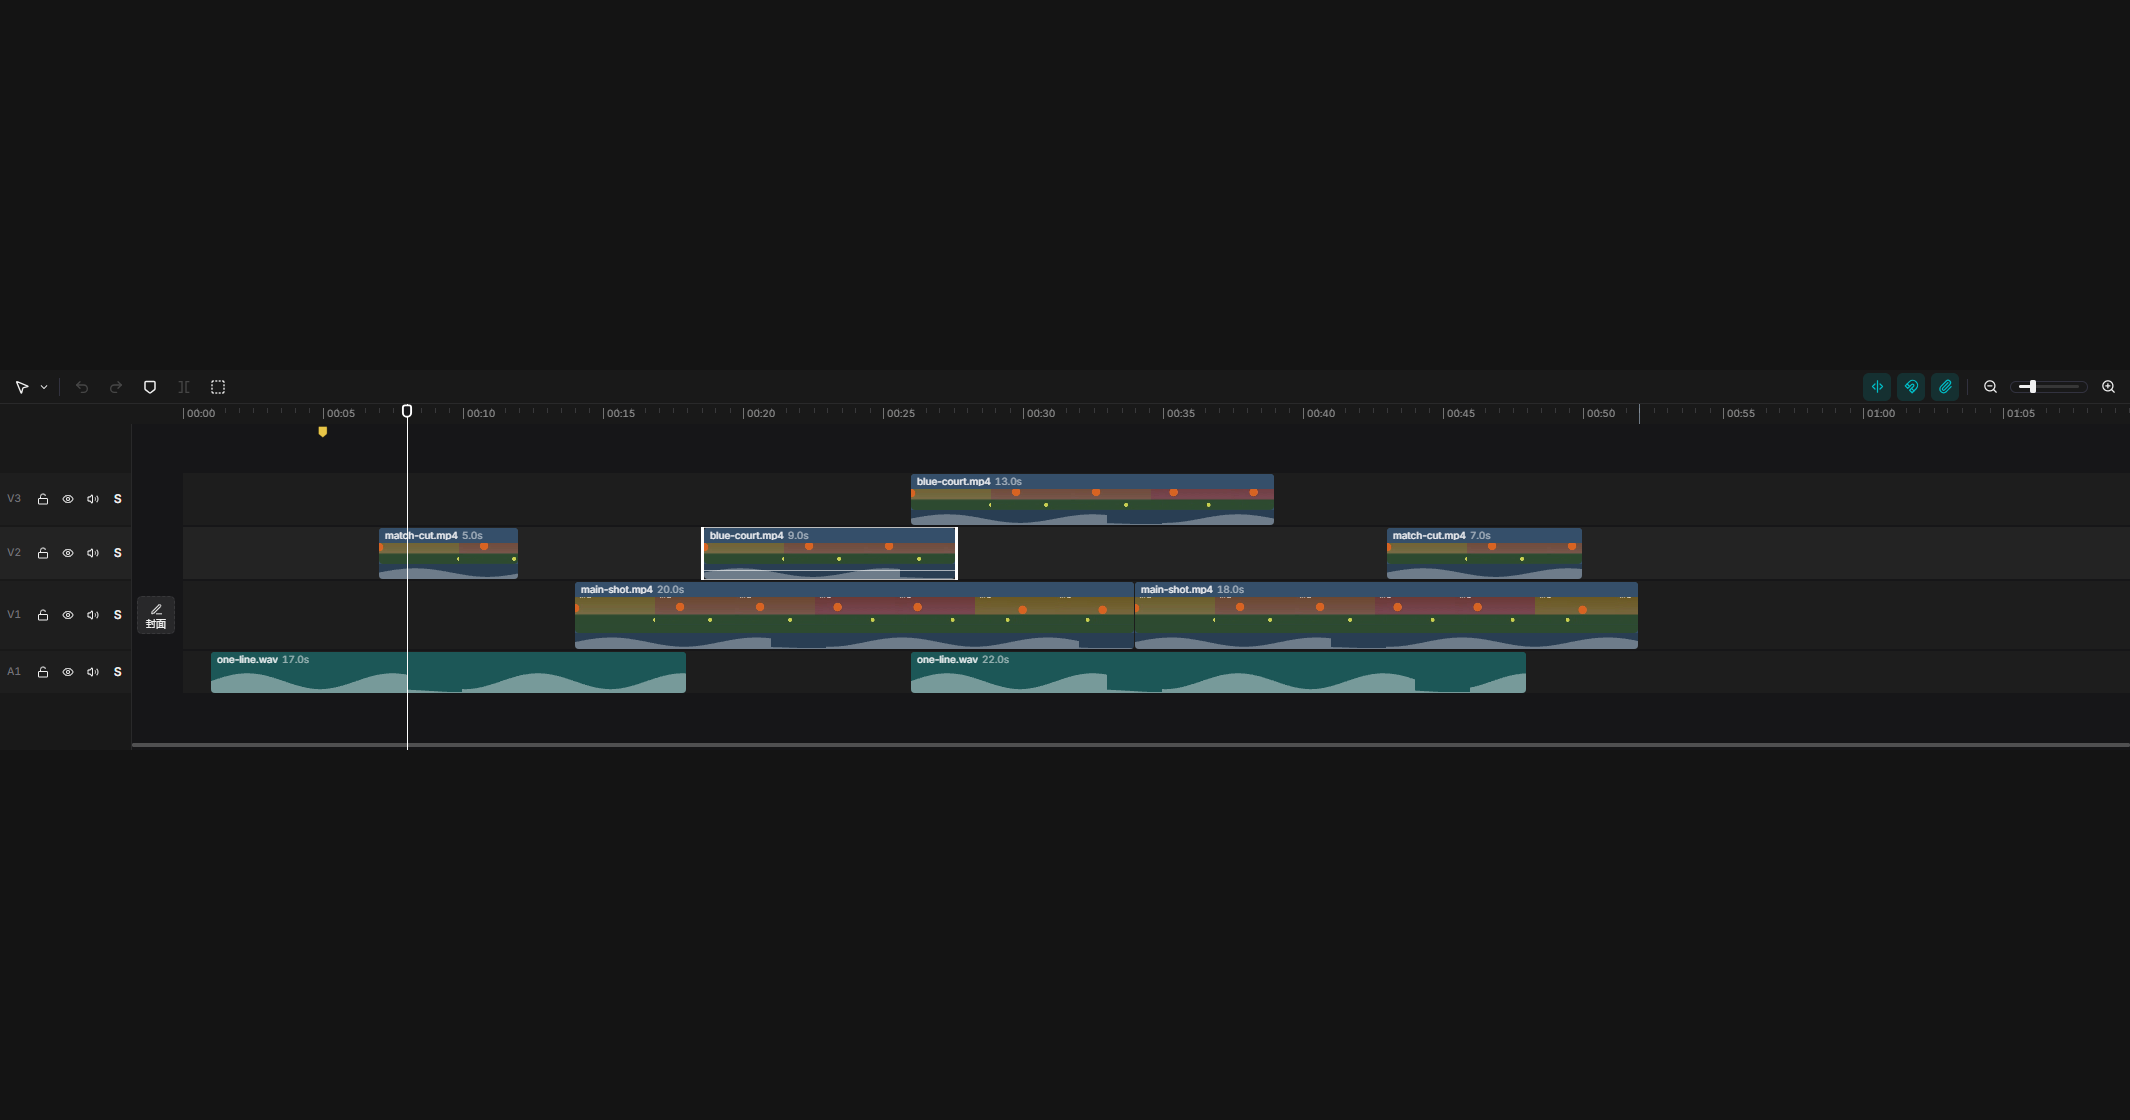 00:00 00:05 00:10 00:15 00:20 00:25 00:30 00:35 00:40 00:45 00:50 00:55 01:00 01:05
V3 S
blue-court.mp4 13.0s
V2 S
match-cut.mp4 5.0s
blue-court.mp4 9.0s
match-cut.mp4 7.0s
V1 S
封面
main-shot.mp4 20.0s
main-shot.mp4 18.0s
A1 S
one-line.wav 17.0s
one-line.wav 22.0s